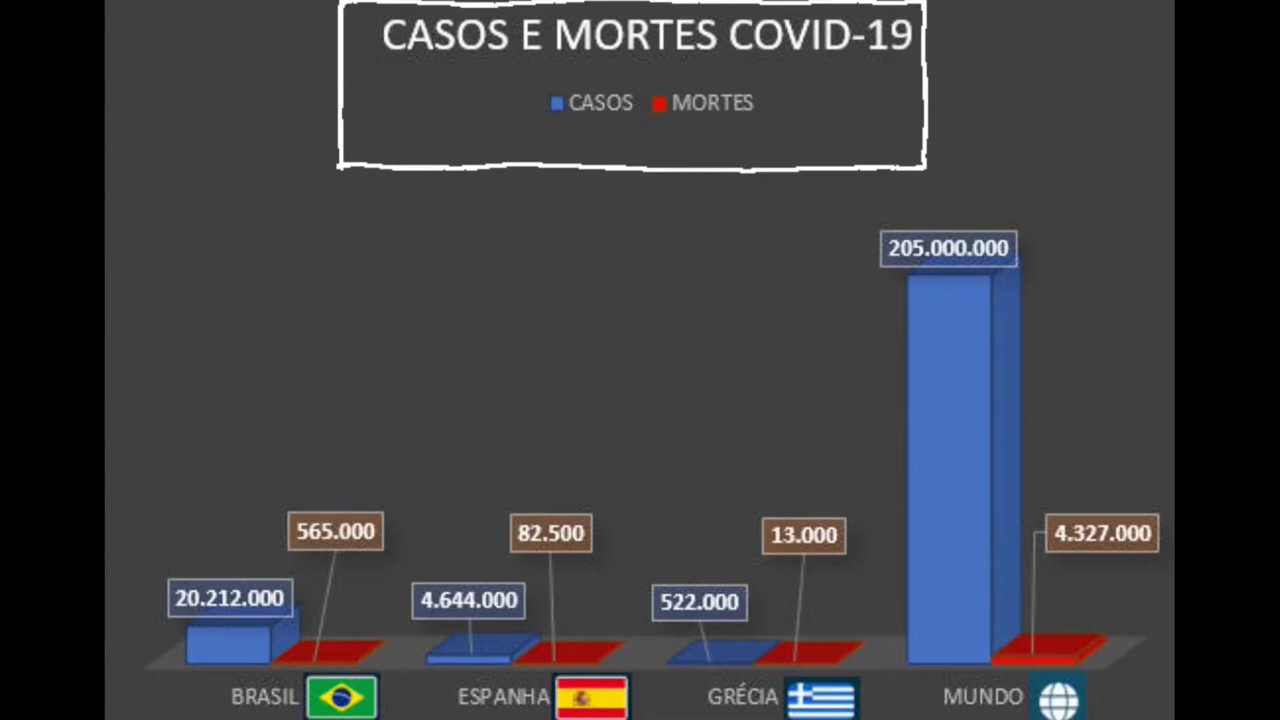 CASOS E MORTES COVID-19
CASOS MORTES
205.000.000
565.000 82.500 13.000 4.327.000
20.212.000 4.644.000 522.000
BRASIL ESPANHA GRÉCIA MUNDO